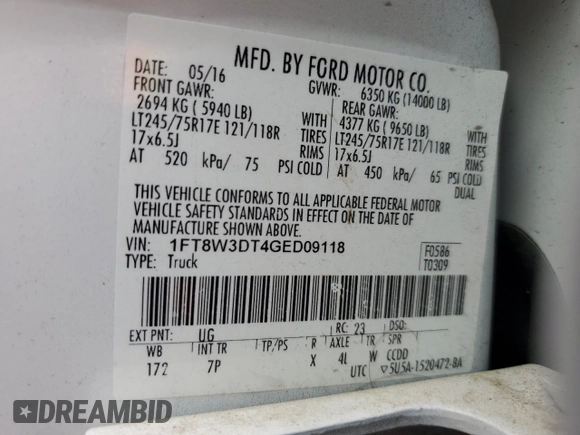 MFD. BY FORD MOTOR CO.
DATE: 05/16 GVWR: 6350 KG (14000 LB)
FRONT GAWR: REAR GAWR:
2694 KG ( 5940 LB) WITH 4377 KG ( 9650 LB) WITH
LT245/75R17E 121/118R TIRES LT245/75R17E 121/118R TIRES
17x6.5J RIMS 17x6.5J RIMS
AT 520 kPa/ 75 PSI COLD AT 450 kPa/ 65 PSI COLD
DUAL
THIS VEHICLE CONFORMS TO ALL APPLICABLE FEDERAL MOTOR
VEHICLE SAFETY STANDARDS IN EFFECT ON THE DATE OF
MANUFACTURE SHOWN ABOVE.
VIN: 1FT8W3DT4GED09118 F0586
TYPE: Truck T0309
EXT PNT: UG RC: 23 DSO:
WB INT TR TP/PS R AXLE TR SPR
172 7P X 4L W CCDD
UTC ▽5U5A-1520472-BA
DREAMBID